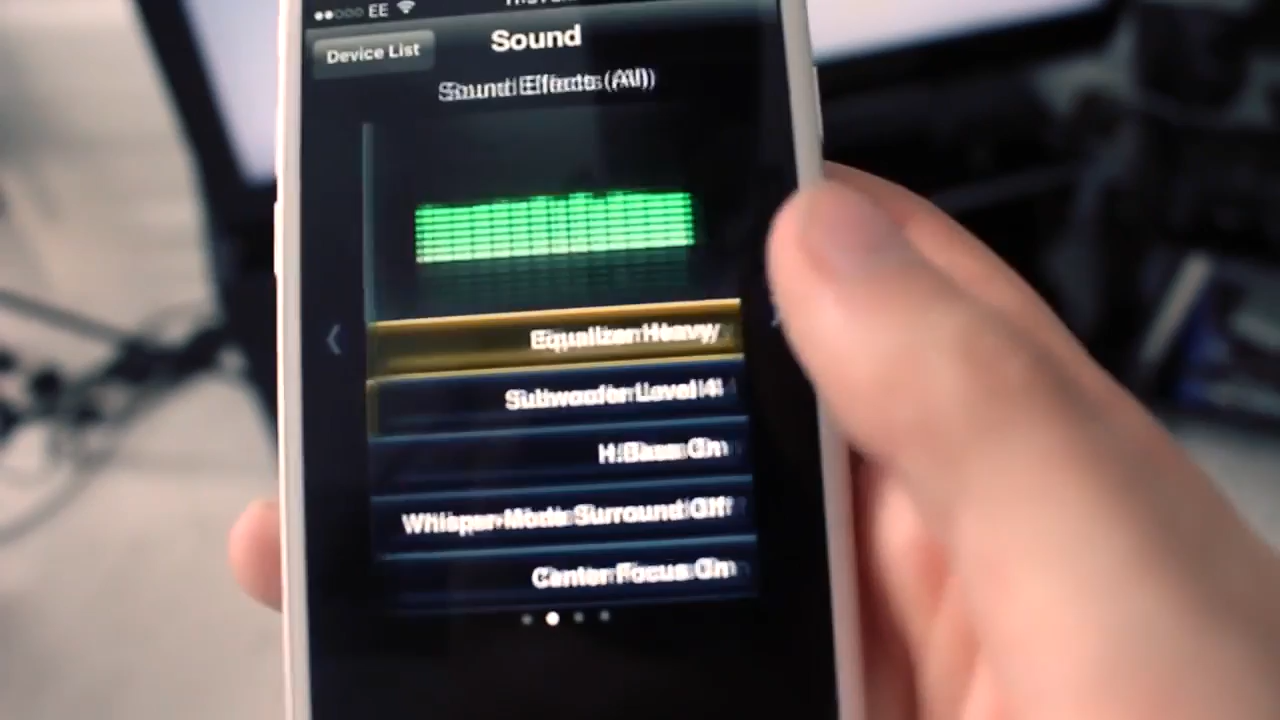 EE
Device List
Sound
Sound Effects (All)
Equalizer Heavy
Subwoofer Level 4
H.Bass On
Whisper-Mode Surround Off
Center Focus On